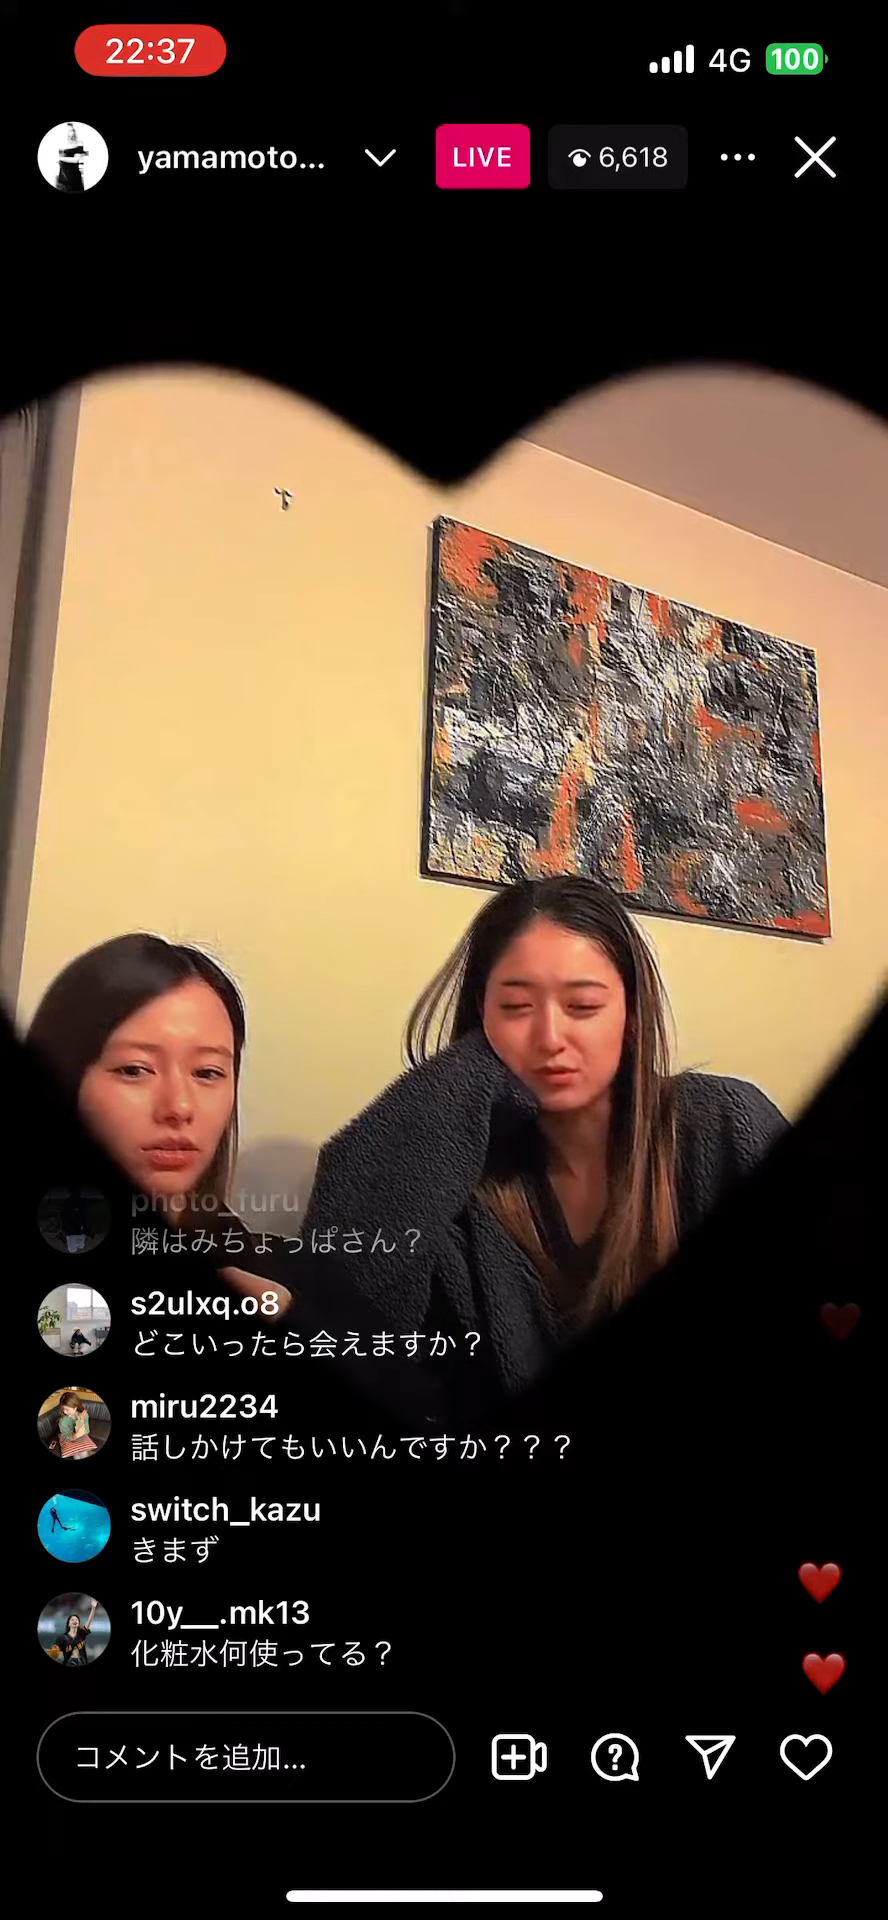 22:37
4G
100
yamamoto...
LIVE
6,618
photo_furu
隣はみちょっぱさん？
s2ulxq.o8
どこいったら会えますか？
miru2234
話しかけてもいいんですか？？？
switch_kazu
きまず
10y__.mk13
化粧水何使ってる？
コメントを追加...